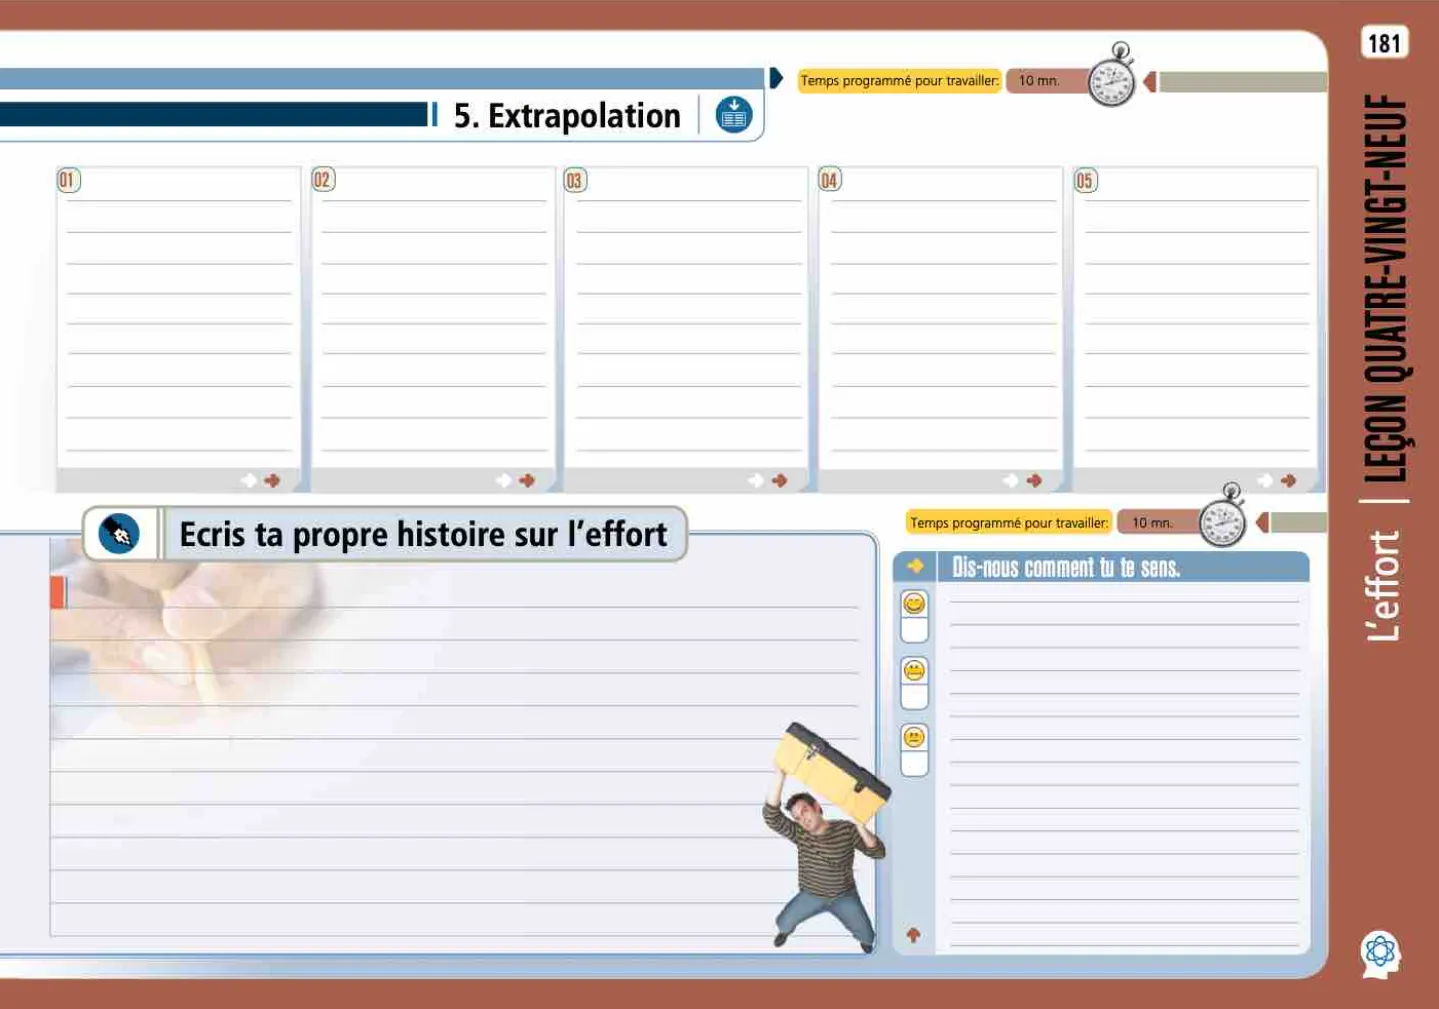 181
Temps programmé pour travailler:
10 mn.
5. Extrapolation
01
02
03
04
05
Ecris ta propre histoire sur l'effort
Temps programmé pour travailler:
10 mn.
Dis-nous comment tu te sens.
L'effort | LEÇON QUATRE-VINGT-NEUF